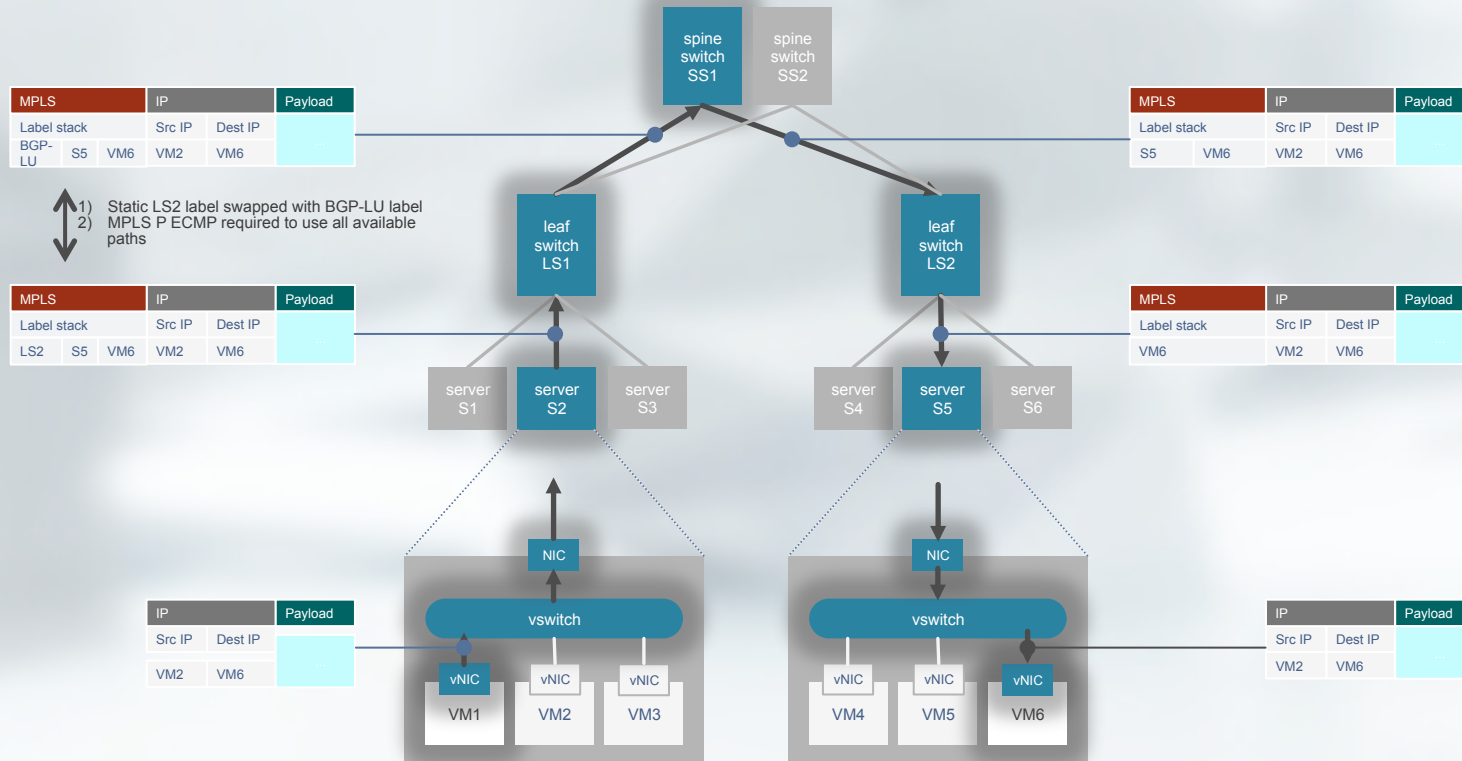 spine
switch
SS1
spine
switch
SS2
MPLS IP Payload
Label stack Src IP Dest IP
BGP-
LU S5 VM6 VM2 VM6
...
MPLS IP Payload
Label stack Src IP Dest IP
S5 VM6 VM2 VM6
...
1) Static LS2 label swapped with BGP-LU label
2) MPLS P ECMP required to use all available
paths
leaf
switch
LS1
leaf
switch
LS2
MPLS IP Payload
Label stack Src IP Dest IP
LS2 S5 VM6 VM2 VM6
...
MPLS IP Payload
Label stack Src IP Dest IP
VM6 VM2 VM6
...
server
S1
server
S2
server
S3
server
S4
server
S5
server
S6
NIC
NIC
vswitch
vswitch
IP Payload
Src IP Dest IP
VM2 VM6
...
IP Payload
Src IP Dest IP
VM2 VM6
...
vNIC
vNIC
vNIC
vNIC
vNIC
vNIC
VM1
VM2
VM3
VM4
VM5
VM6